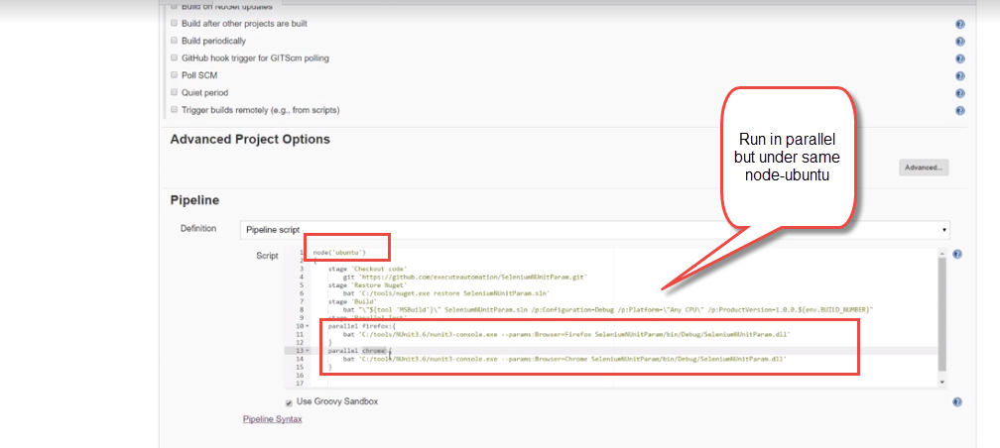 Build on NuGet updates
Build after other projects are built
Build periodically
GitHub hook trigger for GITScm polling
Poll SCM
Quiet period
Trigger builds remotely (e.g., from scripts)
Advanced Project Options
Advanced...
Run in parallel
but under same
node-ubuntu
Pipeline
Definition
Pipeline script
Script
1 node('ubuntu')
2 {
3 stage 'Checkout code'
4 git "https://github.com/executeautomation/SeleniumNUnitParam.git"
5 stage 'Restore Nuget'
6 bat 'C:/tools/nuget.exe restore SeleniumNUnitParam.sln'
7 stage 'Build'
8 bat "\"${tool 'MSBuild'}\" SeleniumNUnitParam.sln /p:Configuration=Debug /p:Platform=\"Any CPU\" /p:ProductVersion=1.0.0.${env.BUILD_NUMBER}"
9 stage 'Parallel Test'
10 parallel firefox:{
11 bat 'C:/tools/NUnit3.6/nunit3-console.exe --params:Browser=Firefox SeleniumNUnitParam/bin/Debug/SeleniumNUnitParam.dll'
12 }
13 parallel chrome:{
14 bat 'C:/tools/NUnit3.6/nunit3-console.exe --params:Browser=Chrome SeleniumNUnitParam/bin/Debug/SeleniumNUnitParam.dll'
15 }
16
17
Use Groovy Sandbox
Pipeline Syntax